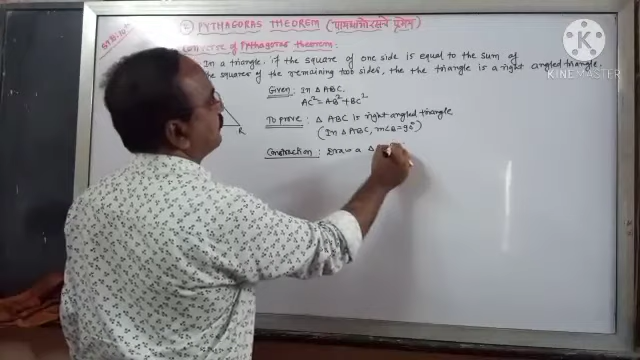 ② PYTHAGORAS THEOREM (पायथागोरसचे प्रमेय)
Converse of Pythagoras theorem :
In a triangle, if the square of one side is equal to the sum of
the squares of the remaining two sides, the the triangle is a right angled triangle.
Given : In △ ABC,
AC² = AB² + BC²
To prove : △ ABC is right angled triangle
(In △ ABC, m∠B = 90°)
Construction : Draw a △
R
KINEMASTER